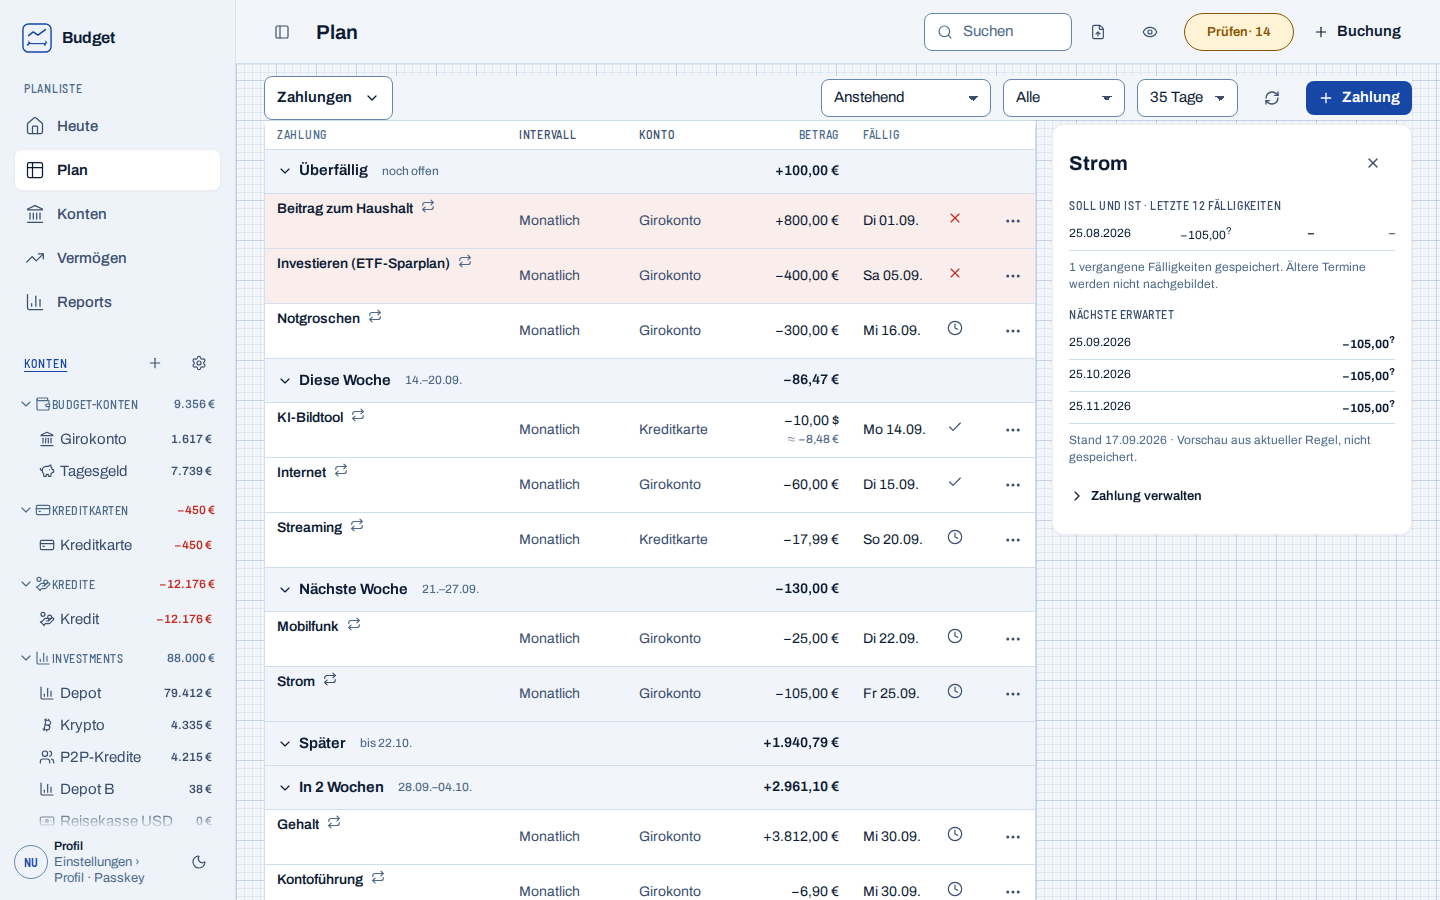 Budget
PLANLISTE
Heute
Plan
Konten
Vermögen
Reports
KONTEN
BUDGET-KONTEN 9.356 €
Girokonto 1.617 €
Tagesgeld 7.739 €
KREDITKARTEN −450 €
Kreditkarte −450 €
KREDITE −12.176 €
Kredit −12.176 €
INVESTMENTS 88.000 €
Depot 79.412 €
Krypto 4.335 €
P2P-Kredite 4.215 €
Depot B 38 €
Reisekasse USD 0 €
NU
Profil
Einstellungen ›
Profil · Passkey
Plan
Suchen
Prüfen · 14
Buchung
Zahlungen
Anstehend
Alle
35 Tage
Zahlung
ZAHLUNG INTERVALL KONTO BETRAG FÄLLIG
Überfällig noch offen +100,00 €
Beitrag zum Haushalt Monatlich Girokonto +800,00 € Di 01.09.
Investieren (ETF-Sparplan) Monatlich Girokonto −400,00 € Sa 05.09.
Notgroschen Monatlich Girokonto −300,00 € Mi 16.09.
Diese Woche 14.–20.09. −86,47 €
KI-Bildtool Monatlich Kreditkarte −10,00 $ Mo 14.09.
≈ −8,48 €
Internet Monatlich Girokonto −60,00 € Di 15.09.
Streaming Monatlich Kreditkarte −17,99 € So 20.09.
Nächste Woche 21.–27.09. −130,00 €
Mobilfunk Monatlich Girokonto −25,00 € Di 22.09.
Strom Monatlich Girokonto −105,00 € Fr 25.09.
Später bis 22.10. +1.940,79 €
In 2 Wochen 28.09.–04.10. +2.961,10 €
Gehalt Monatlich Girokonto +3.812,00 € Mi 30.09.
Kontoführung Monatlich Girokonto −6,90 € Mi 30.09.
Strom
SOLL UND IST · LETZTE 12 FÄLLIGKEITEN
25.08.2026 −105,00? – –
1 vergangene Fälligkeiten gespeichert. Ältere Termine
werden nicht nachgebildet.
NÄCHSTE ERWARTET
25.09.2026 −105,00?
25.10.2026 −105,00?
25.11.2026 −105,00?
Stand 17.09.2026 · Vorschau aus aktueller Regel, nicht
gespeichert.
Zahlung verwalten